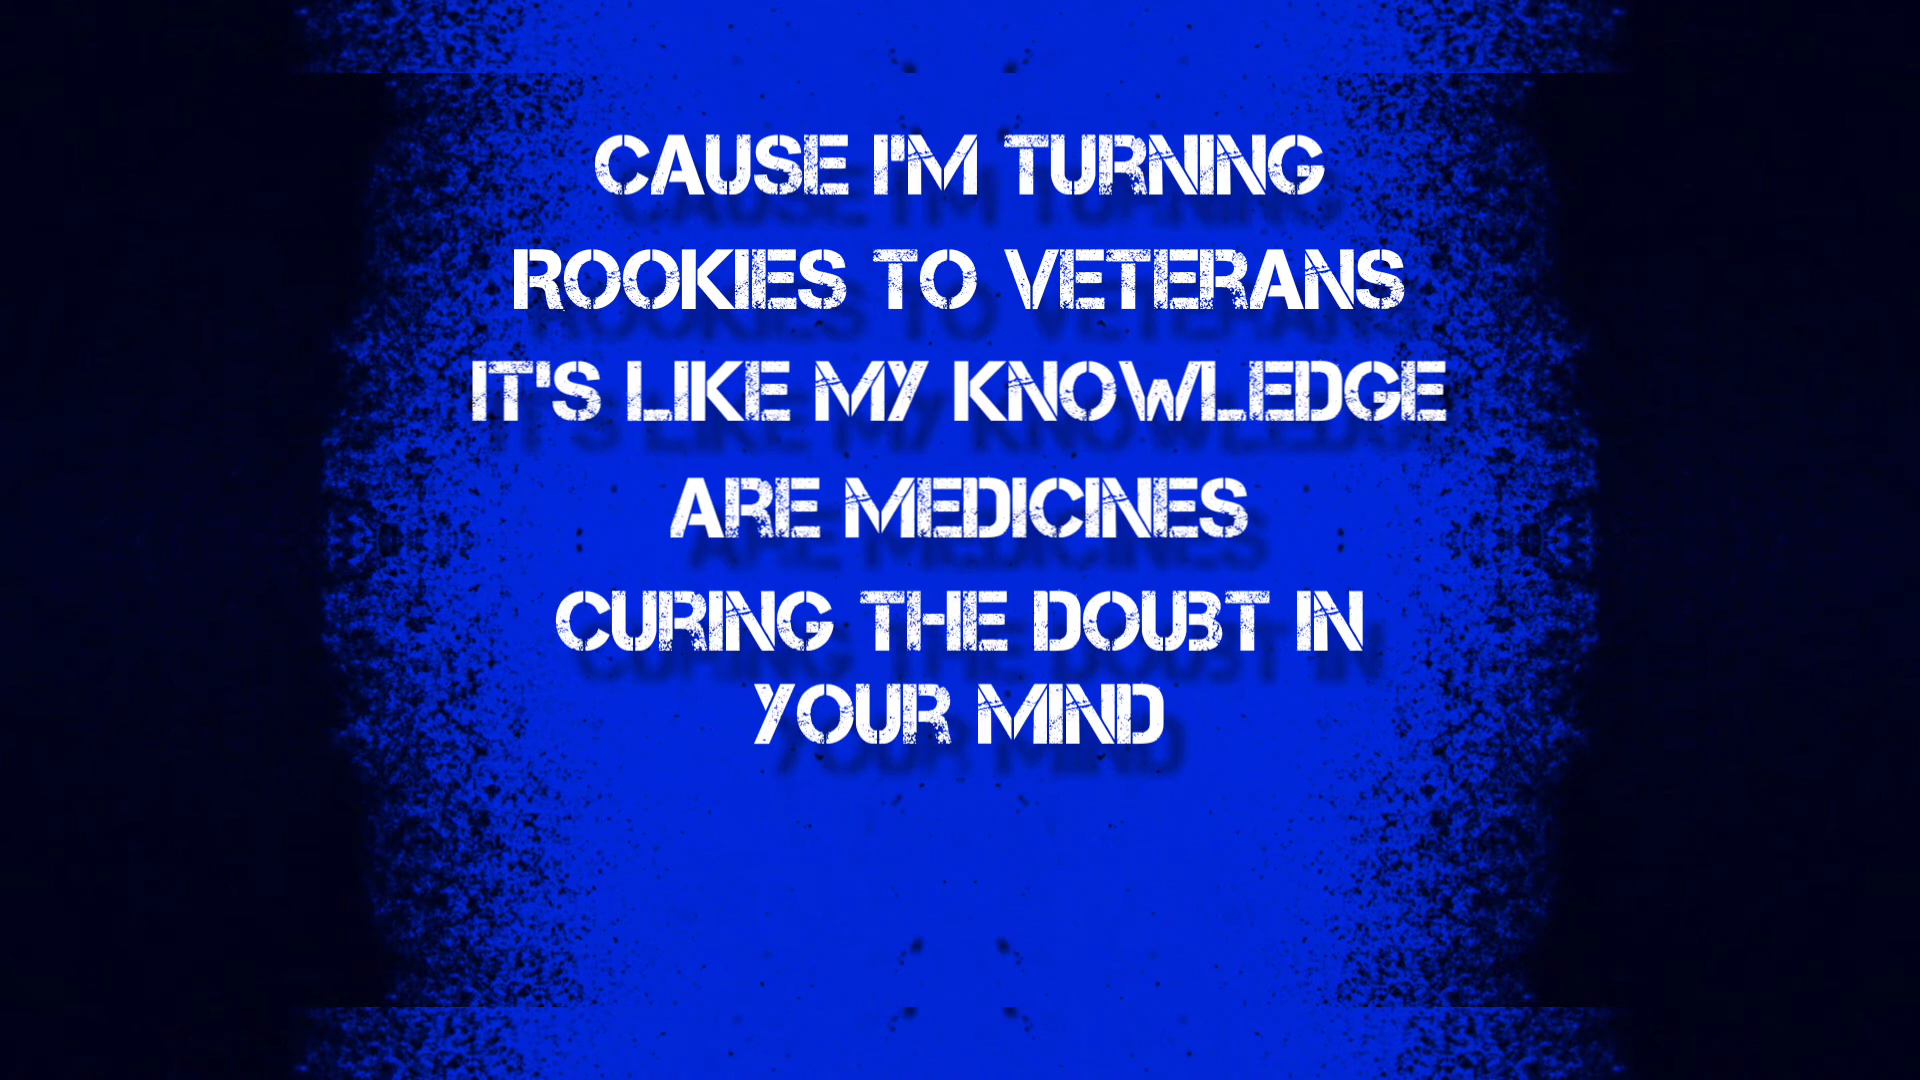 CAUSE I'M TURNING
ROOKIES TO VETERANS
IT'S LIKE MY KNOWLEDGE
ARE MEDICINES
CURING THE DOUBT IN
YOUR MIND